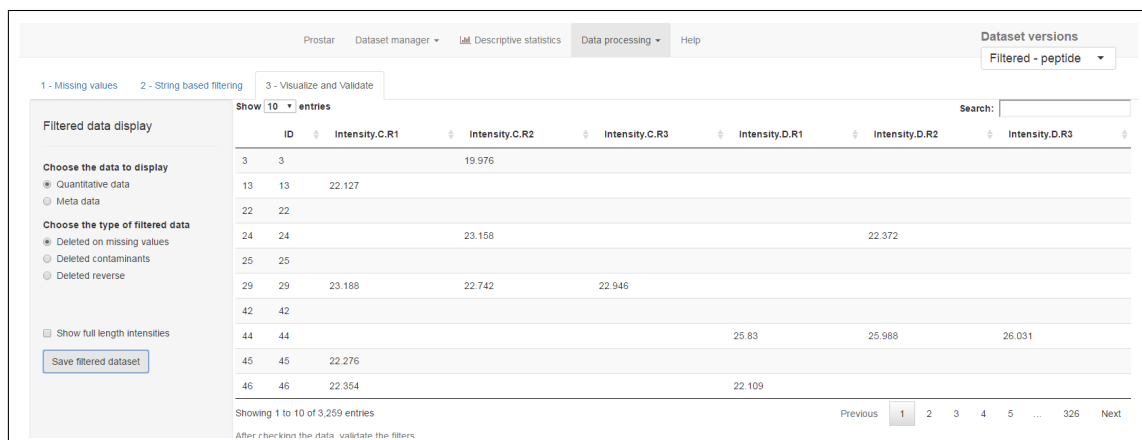 Prostar Dataset manager Descriptive statistics Data processing Help
Dataset versions
Filtered - peptide
1 - Missing values 2 - String based filtering 3 - Visualize and Validate
Filtered data display
Choose the data to display
Quantitative data
Meta data
Choose the type of filtered data
Deleted on missing values
Deleted contaminants
Deleted reverse
Show full length intensities
Save filtered dataset
Show 10 entries
Search:
ID Intensity.C.R1 Intensity.C.R2 Intensity.C.R3 Intensity.D.R1 Intensity.D.R2 Intensity.D.R3
3 3 19.976
13 13 22.127
22 22
24 24 23.158 22.372
25 25
29 29 23.188 22.742 22.946
42 42
44 44 25.83 25.988 26.031
45 45 22.276
46 46 22.354 22.109
Showing 1 to 10 of 3,259 entries
Previous 1 2 3 4 5 ... 326 Next
After checking the data, validate the filters